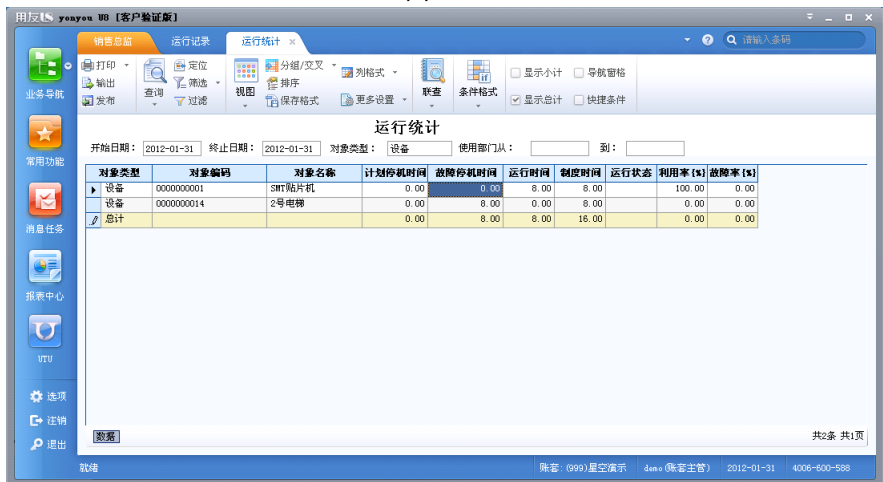 用友U8 yonyou U8【客户验证版】
销售总监 运行记录 运行统计 × ? 请输入条码
业务导航
常用功能
消息任务
报表中心
UTU
选项
注销
退出
打印 定位 分组/交叉 列格式 显示小计 导航窗格
输出 查询 筛选 视图 排序 联查 条件格式
发布 过滤 保存格式 更多设置 显示总计 快捷条件
运行统计
开始日期: 2012-01-31 终止日期: 2012-01-31 对象类型: 设备 使用部门从: 到:
对象类型 对象编码 对象名称 计划停机时间 故障停机时间 运行时间 制度时间 运行状态 利用率{%} 故障率{%}
设备 0000000001 SMT贴片机 0.00 0.00 8.00 8.00 100.00 0.00
设备 0000000014 2号电梯 0.00 8.00 0.00 8.00 0.00 0.00
总计 0.00 8.00 8.00 16.00 0.00 0.00
数据 共2条 共1页
就绪 账套: (999)星空演示 demo(账套主管) 2012-01-31 4006-600-588